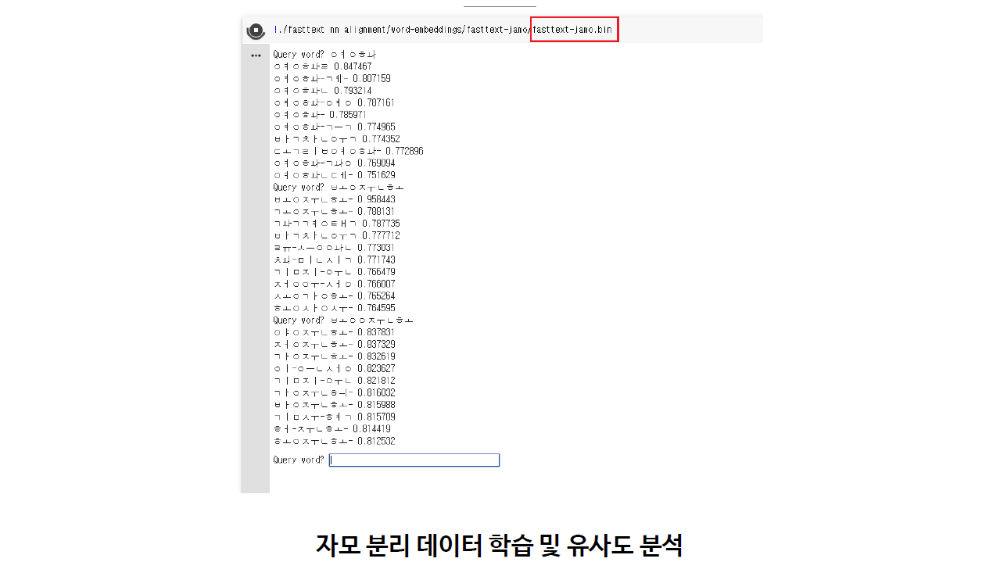 !./fasttext nn alignment/word-embeddings/fasttext-jamo/fasttext-jamo.bin
Query word? ㅇㅕㅇㅎㅘ
ㅇㅕㅇㅎㅘㄹ 0.847467
ㅇㅕㅇㅎㅘ-ㄱㅖ- 0.807159
ㅇㅕㅇㅎㅘㄴ 0.793214
ㅇㅕㅇㅎㅘ-ㅇㅕㅇ 0.787161
ㅇㅕㅇㅎㅘ- 0.785971
ㅇㅕㅇㅎㅘ-ㄱㅡㄱ 0.774965
ㅂㅏㄱㅊㅏㄴㅇㅜㄱ 0.774352
ㄷㅗㄱㄹㅣㅂㅇㅕㅇㅎㅘ- 0.772896
ㅇㅕㅇㅎㅘ-ㄱㅘㅇ 0.769094
ㅇㅕㅇㅎㅘㄴㄷㅔ- 0.751629
Query word? ㅂㅗㅇㅈㅜㄴㅎㅗ
ㅂㅗㅇㅈㅜㄴㅎㅗ- 0.958443
ㄱㅗㅇㅈㅜㄴㅎㅗ- 0.788131
ㄱㅘㄱㄱㅕㅇㅌㅐㄱ 0.787735
ㅂㅏㄱㅊㅏㄴㅇㅜㄱ 0.777712
ㄹㅠ-ㅅㅡㅇㅇㅘㄴ 0.773031
ㅊㅚ-ㅁㅣㄴㅅㅣㄱ 0.771743
ㄱㅣㅁㅈㅣ-ㅇㅜㄴ 0.766479
ㅈㅓㅇㅇㅜ-ㅅㅓㅇ 0.766007
ㅅㅗㅇㄱㅏㅇㅎㅗ- 0.765264
ㅎㅗㅇㅅㅏㅇㅅㅜ- 0.764595
Query word? ㅂㅗㅇㅇㅈㅜㄴㅎㅗ
ㅇㅑㅇㅈㅜㄴㅎㅗ- 0.837831
ㅈㅓㅇㅈㅜㄴㅎㅗ- 0.837329
ㄱㅏㅇㅈㅜㄴㅎㅗ- 0.832619
ㅇㅣ-ㅇㅡㄴㅅㅓㅇ 0.823627
ㄱㅣㅁㅈㅣ-ㅇㅜㄴ 0.821812
ㄱㅏㅇㅈㅜㄴㅎㅢ- 0.816032
ㅂㅏㅇㅈㅜㄴㅎㅗ- 0.815988
ㄱㅣㅁㅅㅜ-ㅎㅕㄱ 0.815709
ㅎㅓ-ㅈㅜㄴㅎㅗ- 0.814419
ㅎㅗㅇㅈㅜㄴㅎㅗ- 0.812532
Query word?
자모 분리 데이터 학습 및 유사도 분석